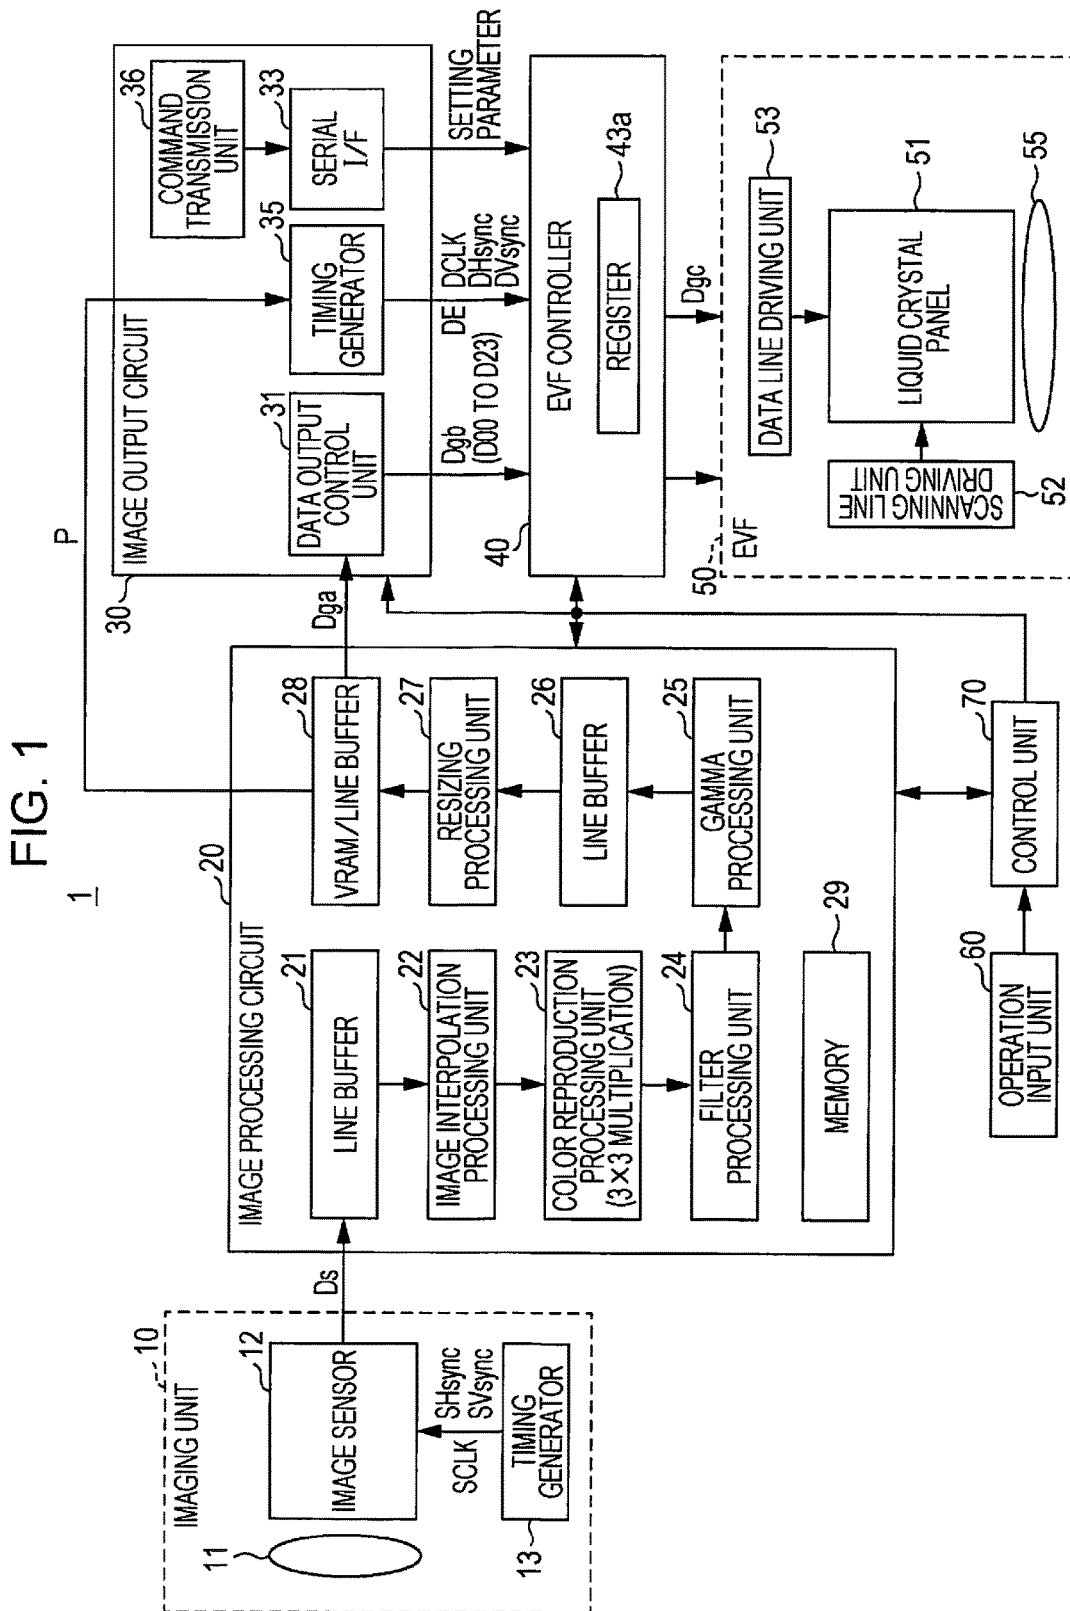 FIG. 1
1
10
IMAGING UNIT
11
12
IMAGE SENSOR
SCLK
SHsync
SVsync
TIMING
GENERATOR
13
Ds
20
IMAGE PROCESSING CIRCUIT
21
LINE BUFFER
22
IMAGE INTERPOLATION
PROCESSING UNIT
23
COLOR REPRODUCTION
PROCESSING UNIT
(3×3 MULTIPLICATION)
24
FILTER
PROCESSING UNIT
MEMORY
29
28
VRAM/LINE BUFFER
27
RESIZING
PROCESSING UNIT
26
LINE BUFFER
25
GAMMA
PROCESSING UNIT
P
Dga
60
OPERATION
INPUT UNIT
70
CONTROL UNIT
30
IMAGE OUTPUT CIRCUIT
31
DATA OUTPUT
CONTROL
UNIT
35
TIMING
GENERATOR
36
COMMAND
TRANSMISSION
UNIT
33
SERIAL
I/F
Dgb
(D00 TO D23)
DE
DCLK
DHsync
DVsync
SETTING
PARAMETER
40
EVF CONTROLLER
REGISTER
43a
Dgc
50
EVF
DATA LINE DRIVING UNIT
53
SCANNING LINE
DRIVING UNIT
52
LIQUID CRYSTAL
PANEL
51
55